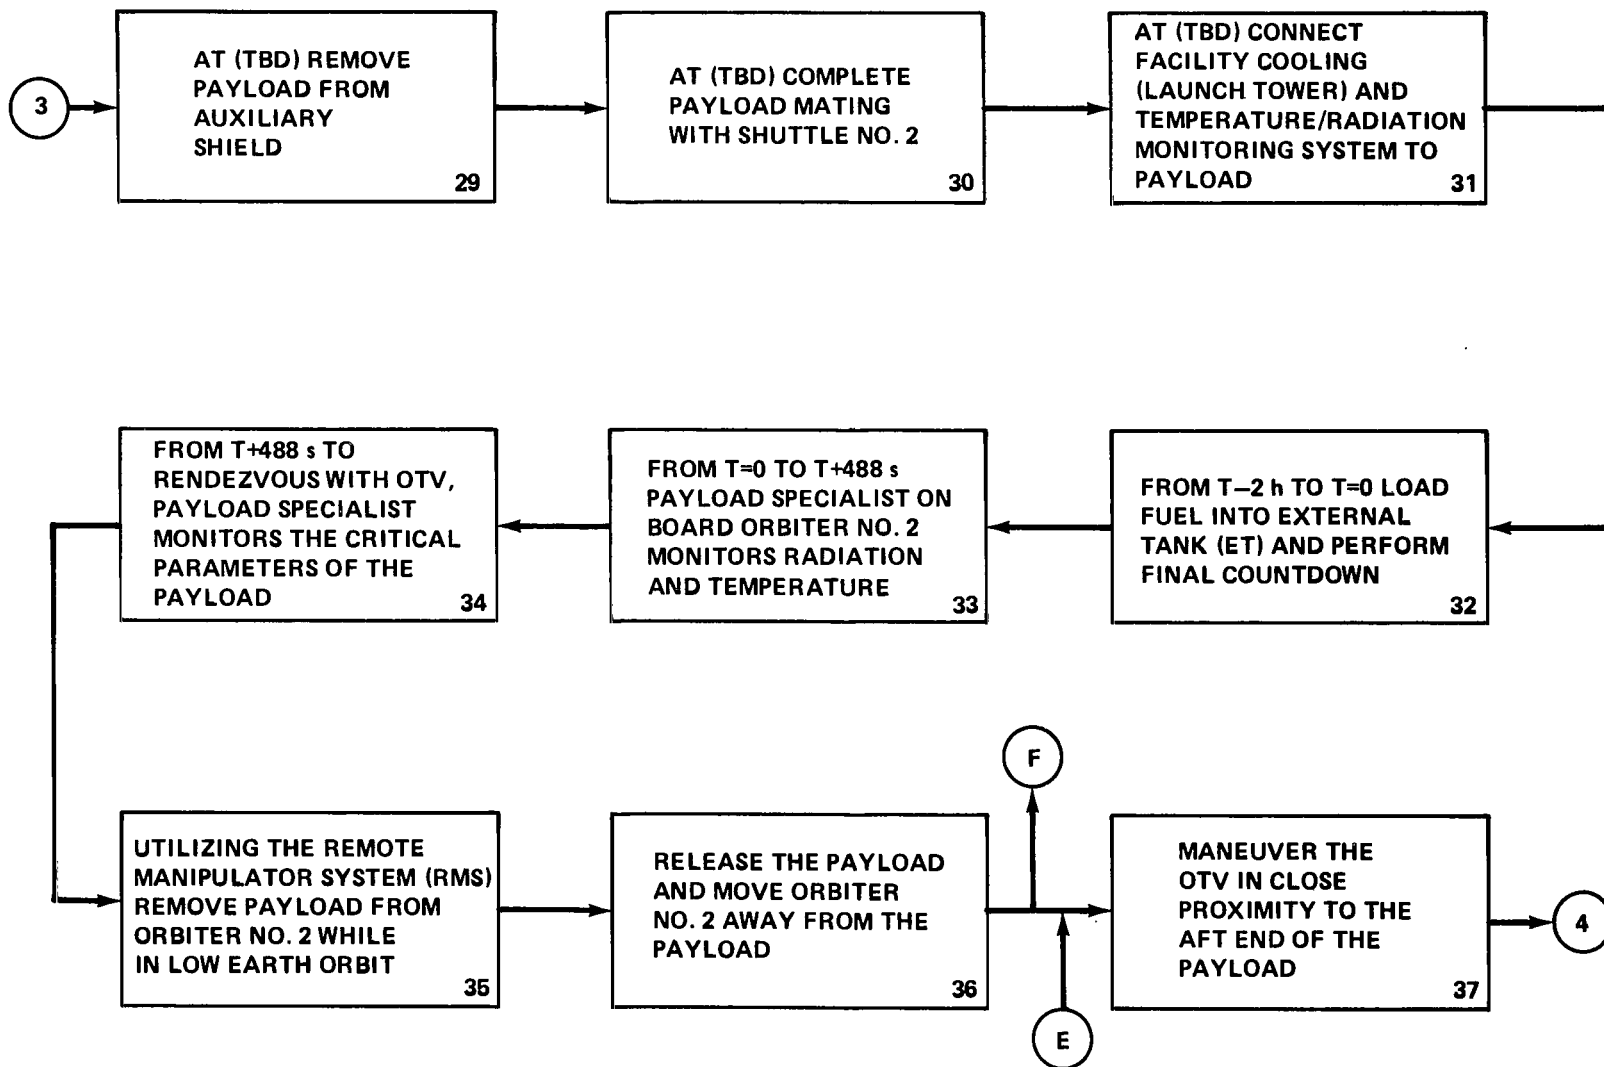 3
AT (TBD) REMOVE
PAYLOAD FROM
AUXILIARY
SHIELD
29
AT (TBD) COMPLETE
PAYLOAD MATING
WITH SHUTTLE NO. 2
30
AT (TBD) CONNECT
FACILITY COOLING
(LAUNCH TOWER) AND
TEMPERATURE/RADIATION
MONITORING SYSTEM TO
PAYLOAD
31
FROM T–2 h TO T=0 LOAD
FUEL INTO EXTERNAL
TANK (ET) AND PERFORM
FINAL COUNTDOWN
32
FROM T=0 TO T+488 s
PAYLOAD SPECIALIST ON
BOARD ORBITER NO. 2
MONITORS RADIATION
AND TEMPERATURE
33
FROM T+488 s TO
RENDEZVOUS WITH OTV,
PAYLOAD SPECIALIST
MONITORS THE CRITICAL
PARAMETERS OF THE
PAYLOAD
34
UTILIZING THE REMOTE
MANIPULATOR SYSTEM (RMS)
REMOVE PAYLOAD FROM
ORBITER NO. 2 WHILE
IN LOW EARTH ORBIT
35
RELEASE THE PAYLOAD
AND MOVE ORBITER
NO. 2 AWAY FROM THE
PAYLOAD
36
F
E
MANEUVER THE
OTV IN CLOSE
PROXIMITY TO THE
AFT END OF THE
PAYLOAD
37
4